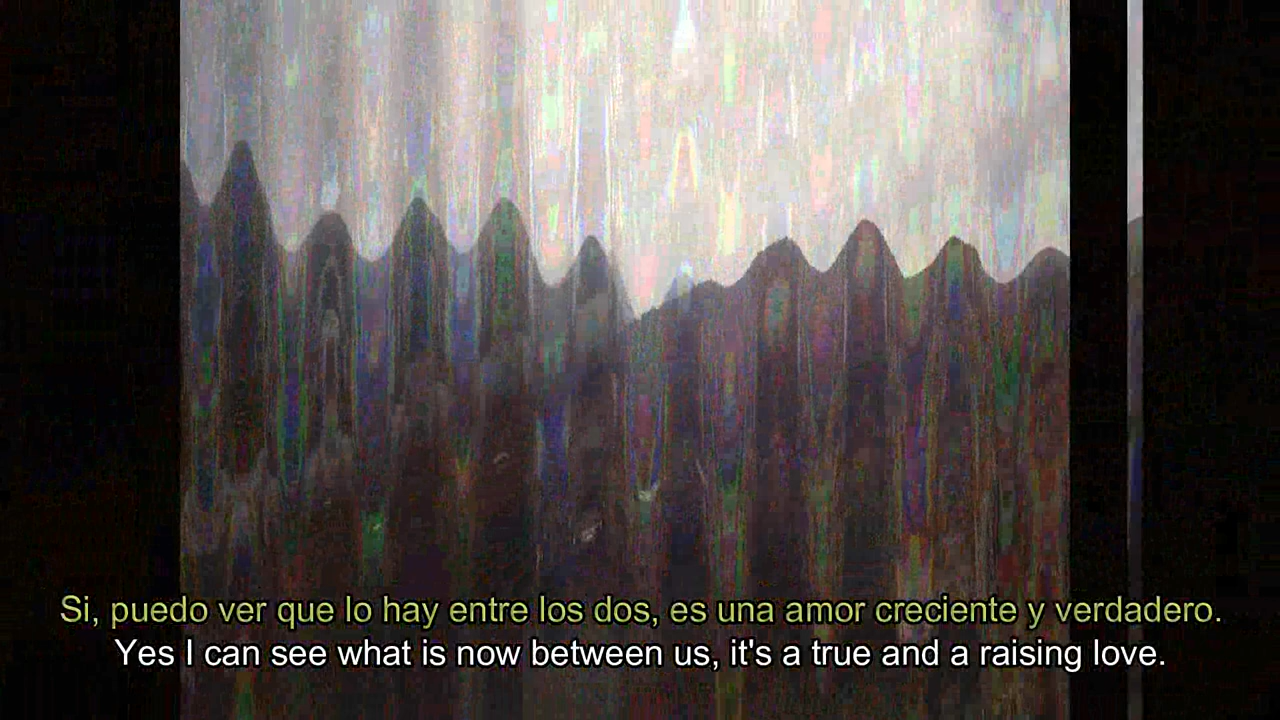 Si, puedo ver que lo hay entre los dos, es una amor creciente y verdadero.
Yes I can see what is now between us, it's a true and a raising love.